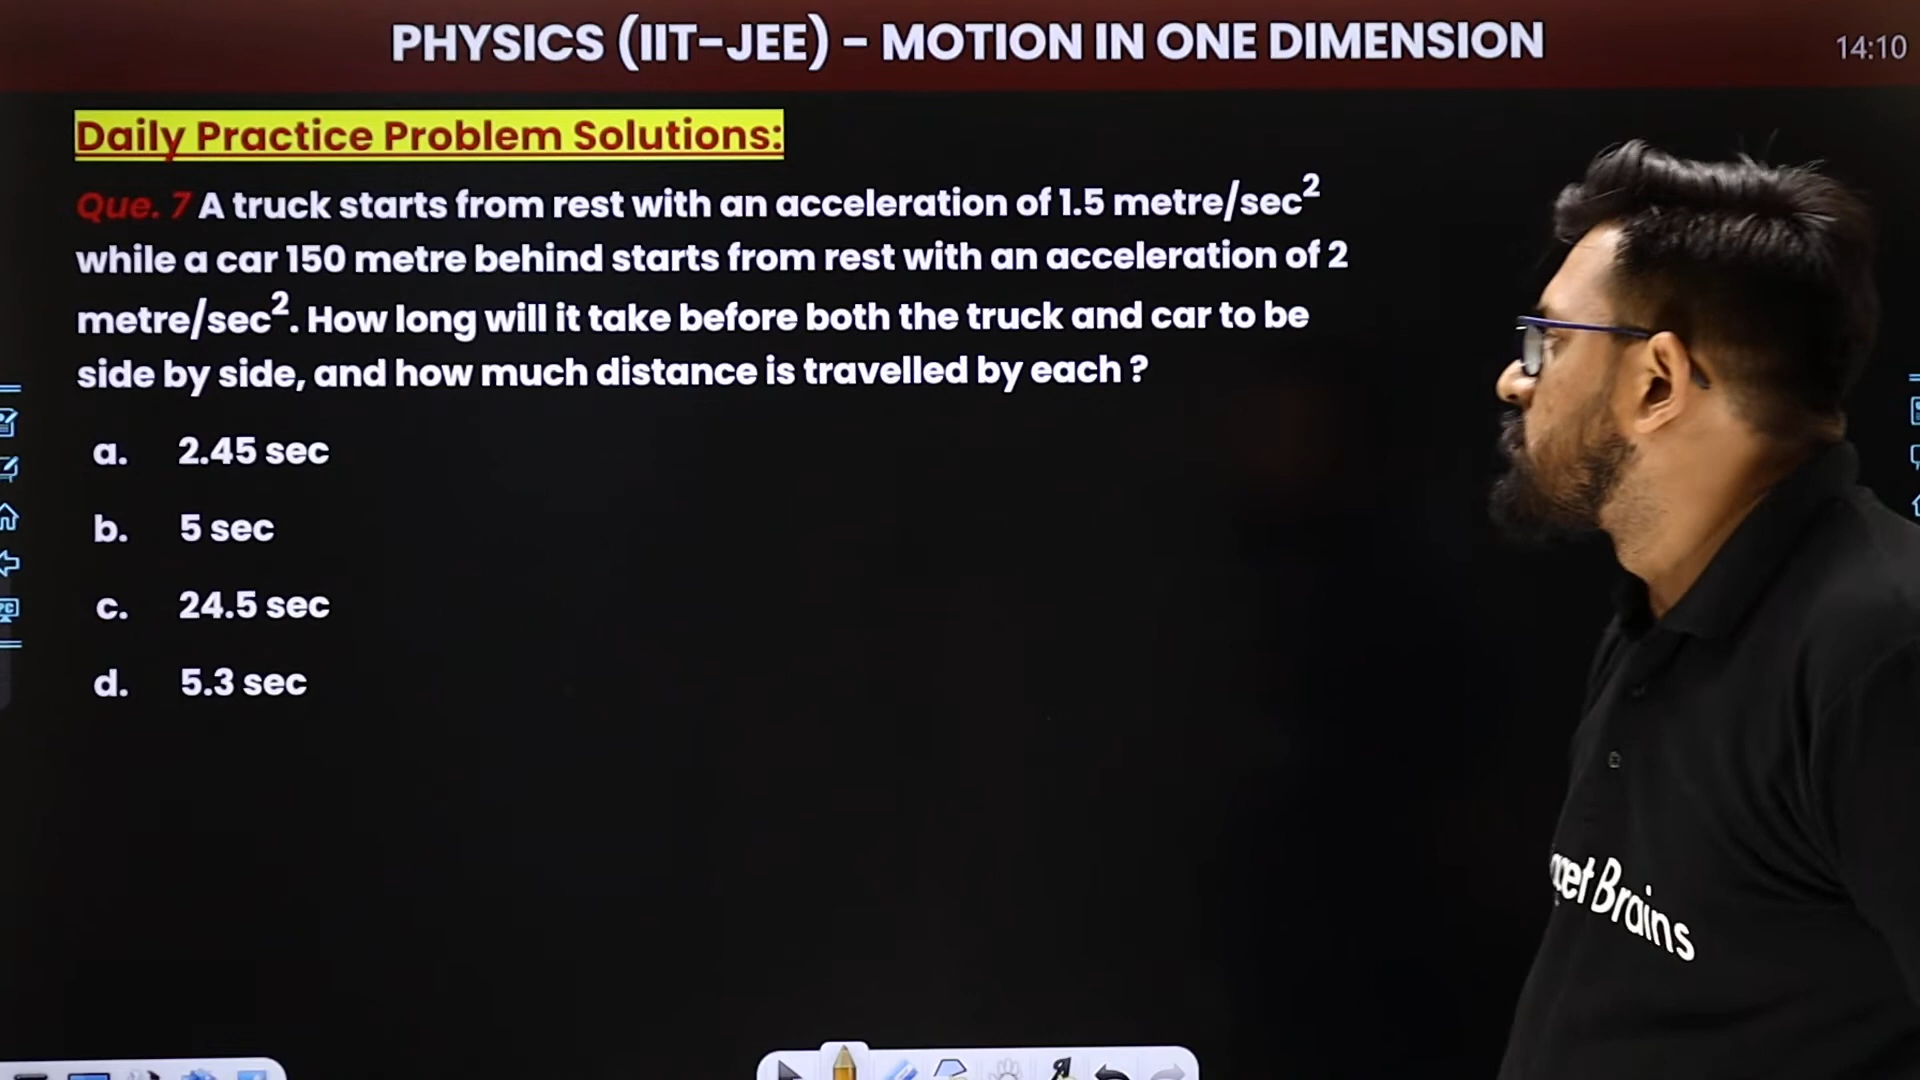 PHYSICS (IIT-JEE) - MOTION IN ONE DIMENSION
14:10
Daily Practice Problem Solutions:
Que. 7 A truck starts from rest with an acceleration of 1.5 metre/sec²
while a car 150 metre behind starts from rest with an acceleration of 2
metre/sec². How long will it take before both the truck and car to be
side by side, and how much distance is travelled by each ?
a. 2.45 sec
b. 5 sec
c. 24.5 sec
d. 5.3 sec
Brains